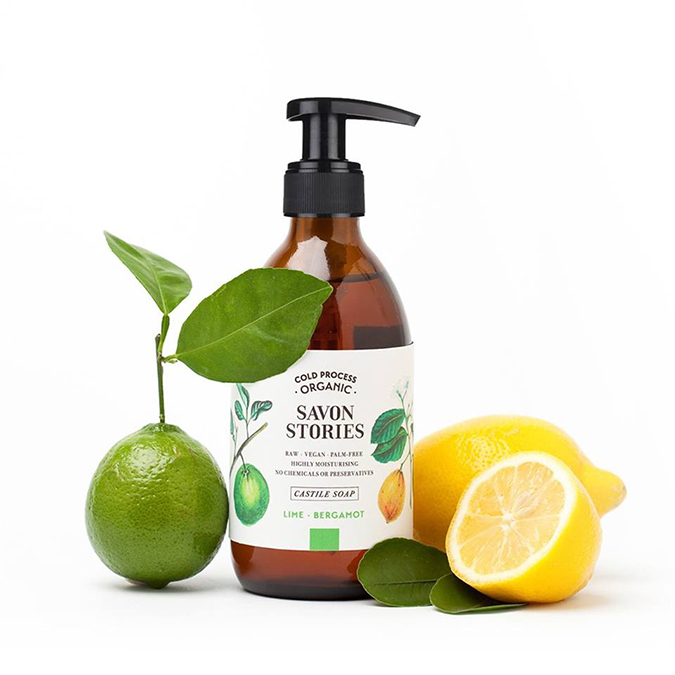 COLD PROCESS
· ORGANIC ·
SAVON
STORIES
RAW · VEGAN · PALM-FREE
HIGHLY MOISTURISING
NO CHEMICALS OR PRESERVATIVES
CASTILE SOAP
LIME · BERGAMOT